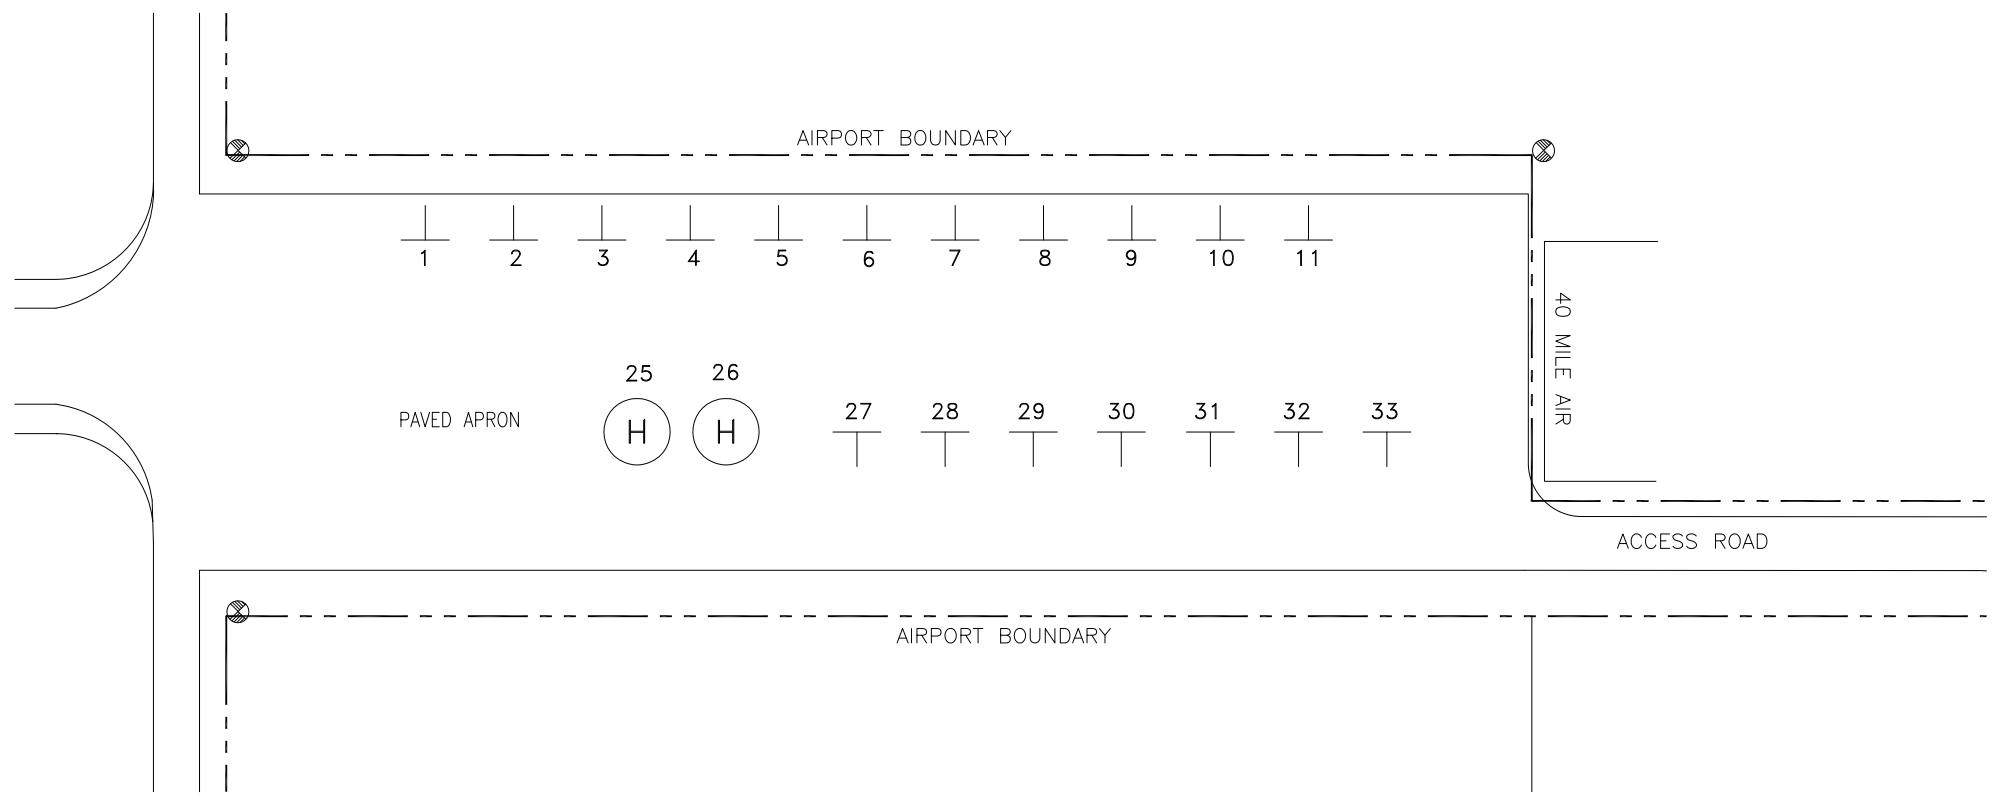 AIRPORT BOUNDARY
1 2 3 4 5 6 7 8 9 10 11
40 MILE AIR
25 26
PAVED APRON
H H
27 28 29 30 31 32 33
ACCESS ROAD
AIRPORT BOUNDARY